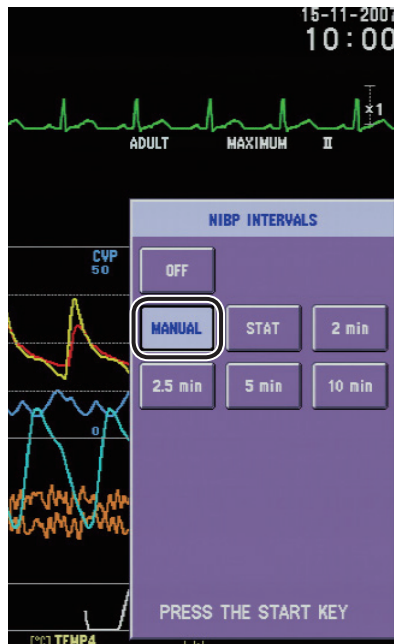 15-11-2007
10:00
×1
ADULT MAXIMUM II
NIBP INTERVALS
CVP
50
OFF
MANUAL STAT 2 min
2.5 min 5 min 10 min
0
PRESS THE START KEY
[°C] TEMP4